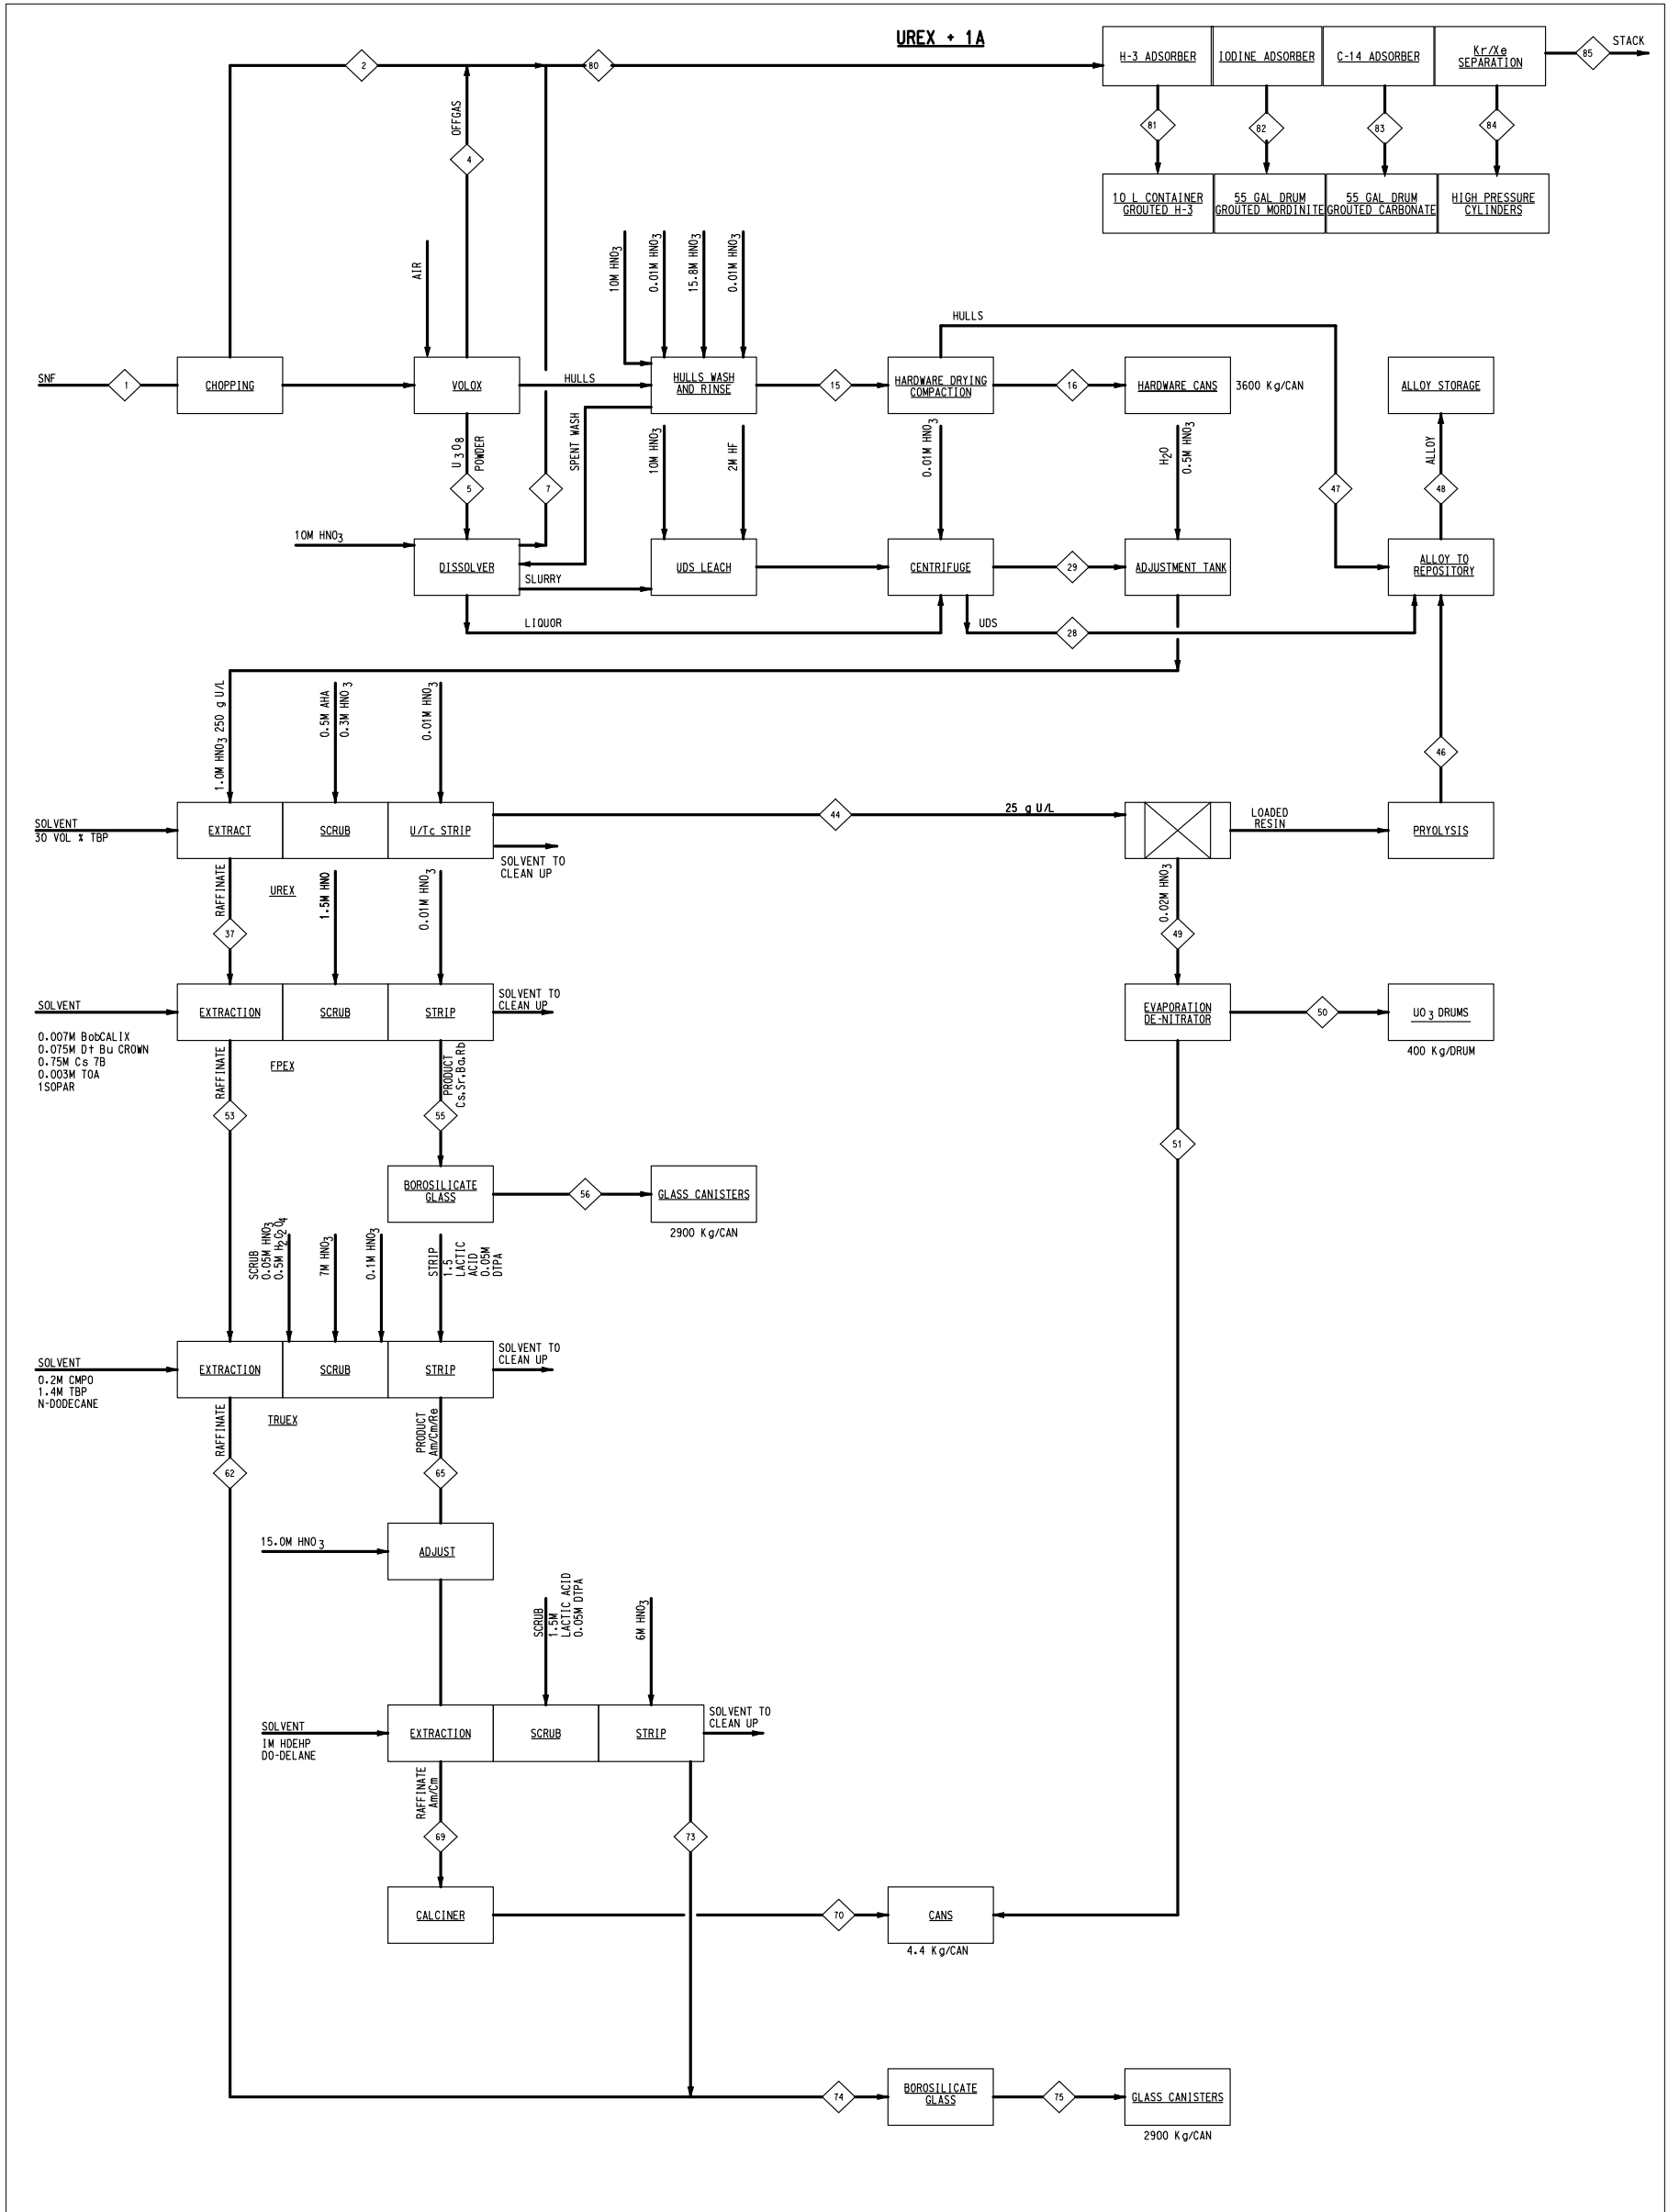 UREX + 1A
H-3 ADSORBER
IODINE ADSORBER
C-14 ADSORBER
Kr/Xe
SEPARATION
85
STACK
2
80
OFFGAS
4
81
82
83
84
10 L CONTAINER
GROUTED H-3
55 GAL DRUM
GROUTED MORDINITE
55 GAL DRUM
GROUTED CARBONATE
HIGH PRESSURE
CYLINDERS
AIR
10M HNO3
0.01M HNO3
15.8M HNO3
0.01M HNO3
HULLS
SNF
1
CHOPPING
VOLOX
HULLS
HULLS WASH
AND RINSE
15
HARDWARE DRYING
COMPACTION
16
HARDWARE CANS
3600 Kg/CAN
ALLOY STORAGE
U3O8
POWDER
SPENT WASH
10M HNO3
2M HF
0.01M HNO3
H2O
0.5M HNO3
ALLOY
5
7
47
48
10M HNO3
DISSOLVER
SLURRY
UDS LEACH
CENTRIFUGE
29
ADJUSTMENT TANK
ALLOY TO
REPOSITORY
LIQUOR
UDS
28
1.0M HNO3 250 g U/L
0.5M AHA
0.3M HNO3
0.01M HNO3
46
SOLVENT
30 VOL % TBP
EXTRACT
SCRUB
U/Tc STRIP
44
25 g U/L
LOADED
RESIN
PRYOLYSIS
SOLVENT TO
CLEAN UP
RAFFINATE
UREX
1.5M HNO
0.01M HNO3
0.02M HNO3
37
49
SOLVENT
0.007M BobCALIX
0.075M Dt Bu CROWN
0.75M Cs 7B
0.003M TOA
1SOPAR
EXTRACTION
SCRUB
STRIP
SOLVENT TO
CLEAN UP
EVAPORATION
DE-NITRATOR
50
UO3 DRUMS
400 Kg/DRUM
RAFFINATE
FPEX
PRODUCT
Cs,Sr,Ba,Rb
53
55
51
BOROSILICATE
GLASS
56
GLASS CANISTERS
2900 Kg/CAN
SCRUB
0.05M HNO3
0.5M H2C2O4
7M HNO3
0.1M HNO3
STRIP
1.5
LACTIC
ACID
0.05M
DTPA
SOLVENT
0.2M CMPO
1.4M TBP
N-DODECANE
EXTRACTION
SCRUB
STRIP
SOLVENT TO
CLEAN UP
RAFFINATE
TRUEX
PRODUCT
Am/Cm/Re
62
65
15.0M HNO3
ADJUST
SCRUB
1.5M
LACTIC ACID
0.05M DTPA
6M HNO3
SOLVENT
IM HDEHP
DO-DELANE
EXTRACTION
SCRUB
STRIP
SOLVENT TO
CLEAN UP
RAFFINATE
Am/Cm
69
73
CALCINER
70
CANS
4.4 Kg/CAN
74
BOROSILICATE
GLASS
75
GLASS CANISTERS
2900 Kg/CAN